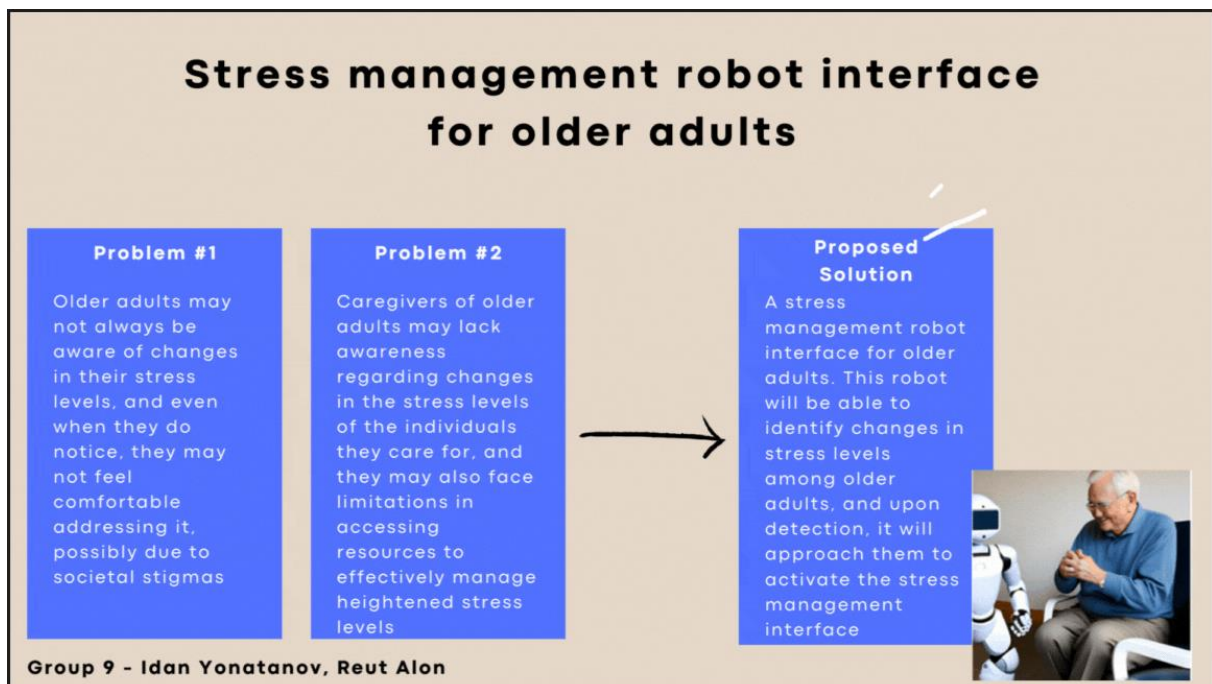 Stress management robot interface
for older adults
Problem #1
Older adults may
not always be
aware of changes
in their stress
levels, and even
when they do
notice, they may
not feel
comfortable
addressing it,
possibly due to
societal stigmas
Problem #2
Caregivers of older
adults may lack
awareness
regarding changes
in the stress levels
of the individuals
they care for, and
they may also face
limitations in
accessing
resources to
effectively manage
heightened stress
levels
Proposed
Solution
A stress
management robot
interface for older
adults. This robot
will be able to
identify changes in
stress levels
among older
adults, and upon
detection, it will
approach them to
activate the stress
management
interface
Group 9 - Idan Yonatanov, Reut Alon